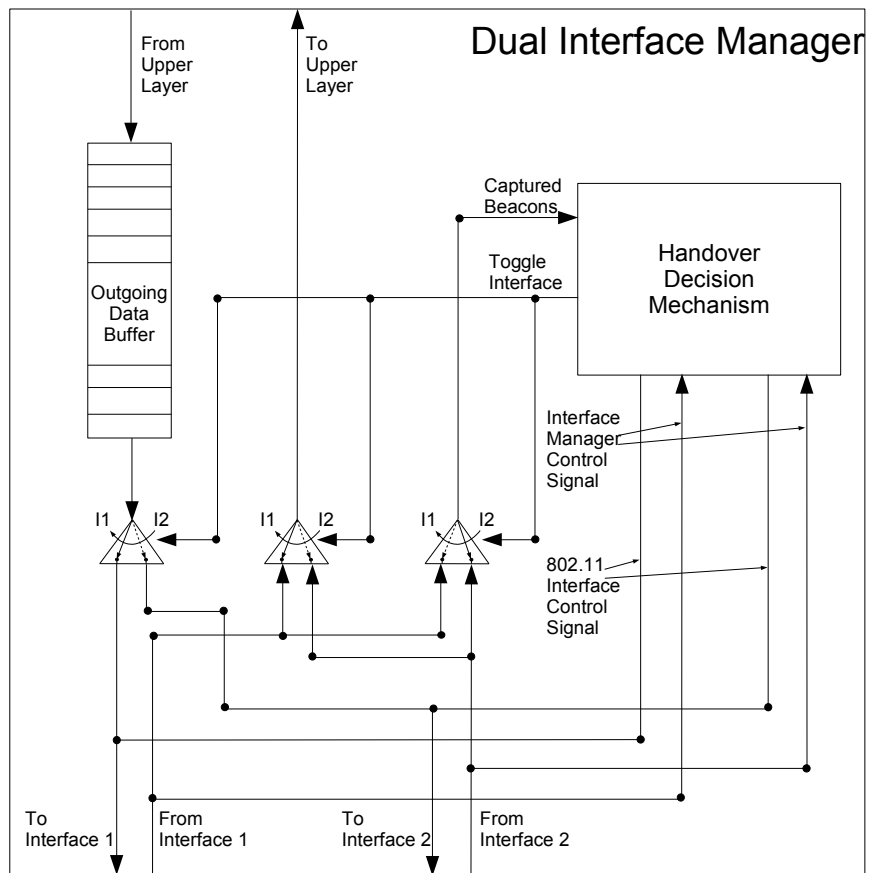 Dual Interface Manager
From
Upper
Layer
To
Upper
Layer
Captured
Beacons
Handover
Decision
Mechanism
Toggle
Interface
Outgoing
Data
Buffer
Interface
Manager
Control
Signal
I1
I2
I1
I2
I1
I2
802.11
Interface
Control
Signal
To
Interface 1
From
Interface 1
To
Interface 2
From
Interface 2